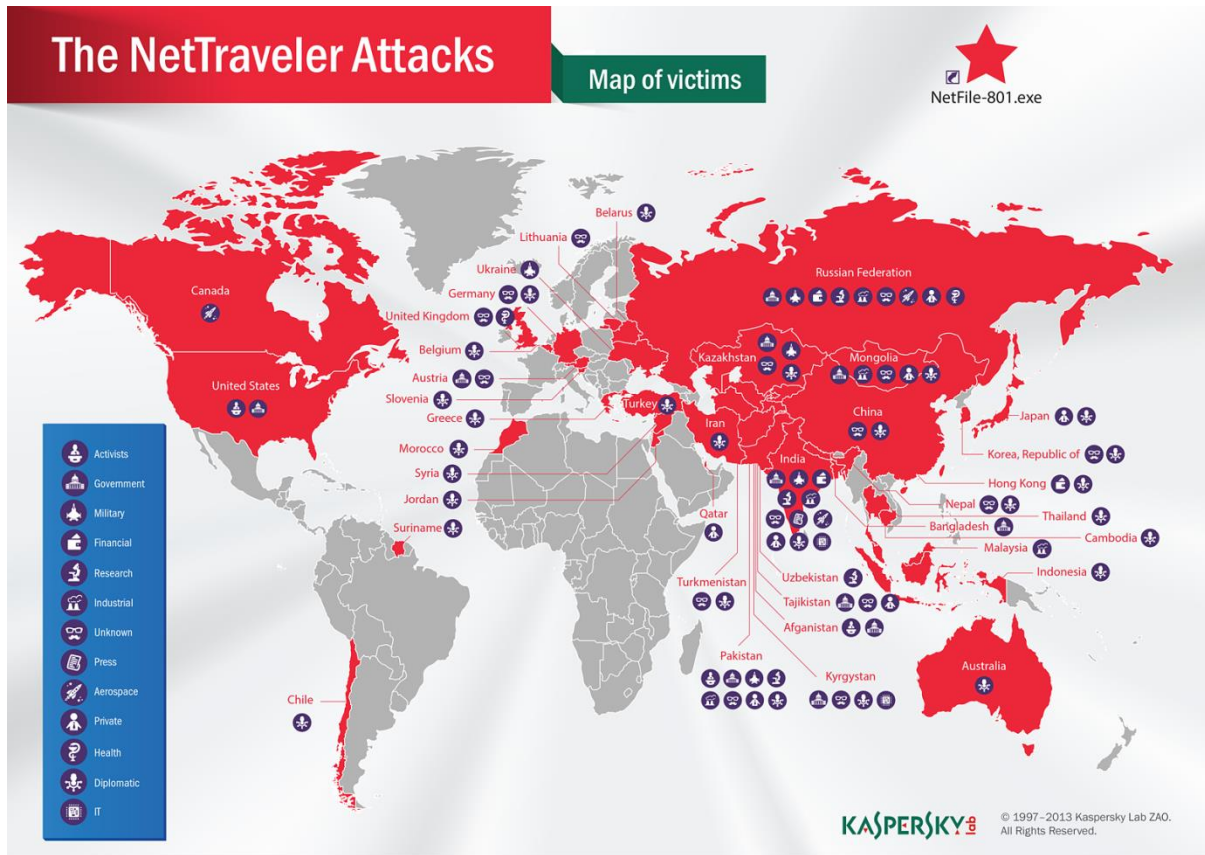 The NetTraveler Attacks
Map of victims
NetFile-801.exe
Belarus
Lithuania
Ukraine
Germany
United Kingdom
Belgium
Austria
Slovenia
Greece
Morocco
Syria
Jordan
Suriname
Canada
United States
Chile
Russian Federation
Kazakhstan
Mongolia
China
Turkey
Iran
India
Qatar
Japan
Korea, Republic of
Hong Kong
Nepal
Thailand
Bangladesh
Cambodia
Malaysia
Indonesia
Turkmenistan
Uzbekistan
Tajikistan
Afganistan
Pakistan
Kyrgystan
Australia
Activists
Government
Military
Financial
Research
Industrial
Unknown
Press
Aerospace
Private
Health
Diplomatic
IT
KASPERSKY lab
© 1997–2013 Kaspersky Lab ZAO.
All Rights Reserved.